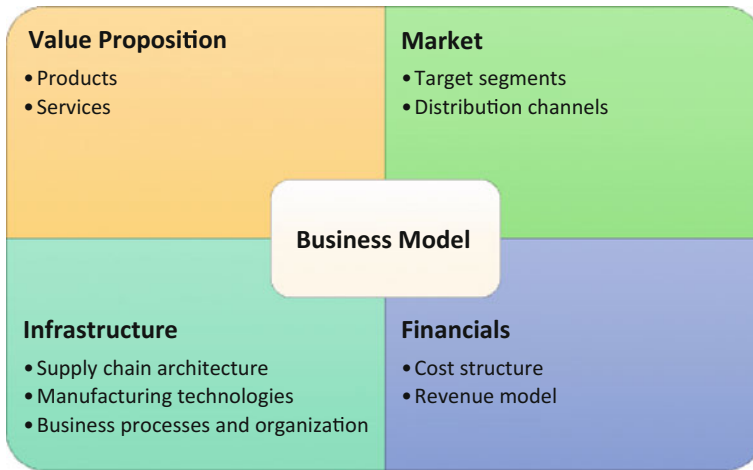 Value Proposition
• Products
• Services
Market
• Target segments
• Distribution channels
Business Model
Infrastructure
• Supply chain architecture
• Manufacturing technologies
• Business processes and organization
Financials
• Cost structure
• Revenue model